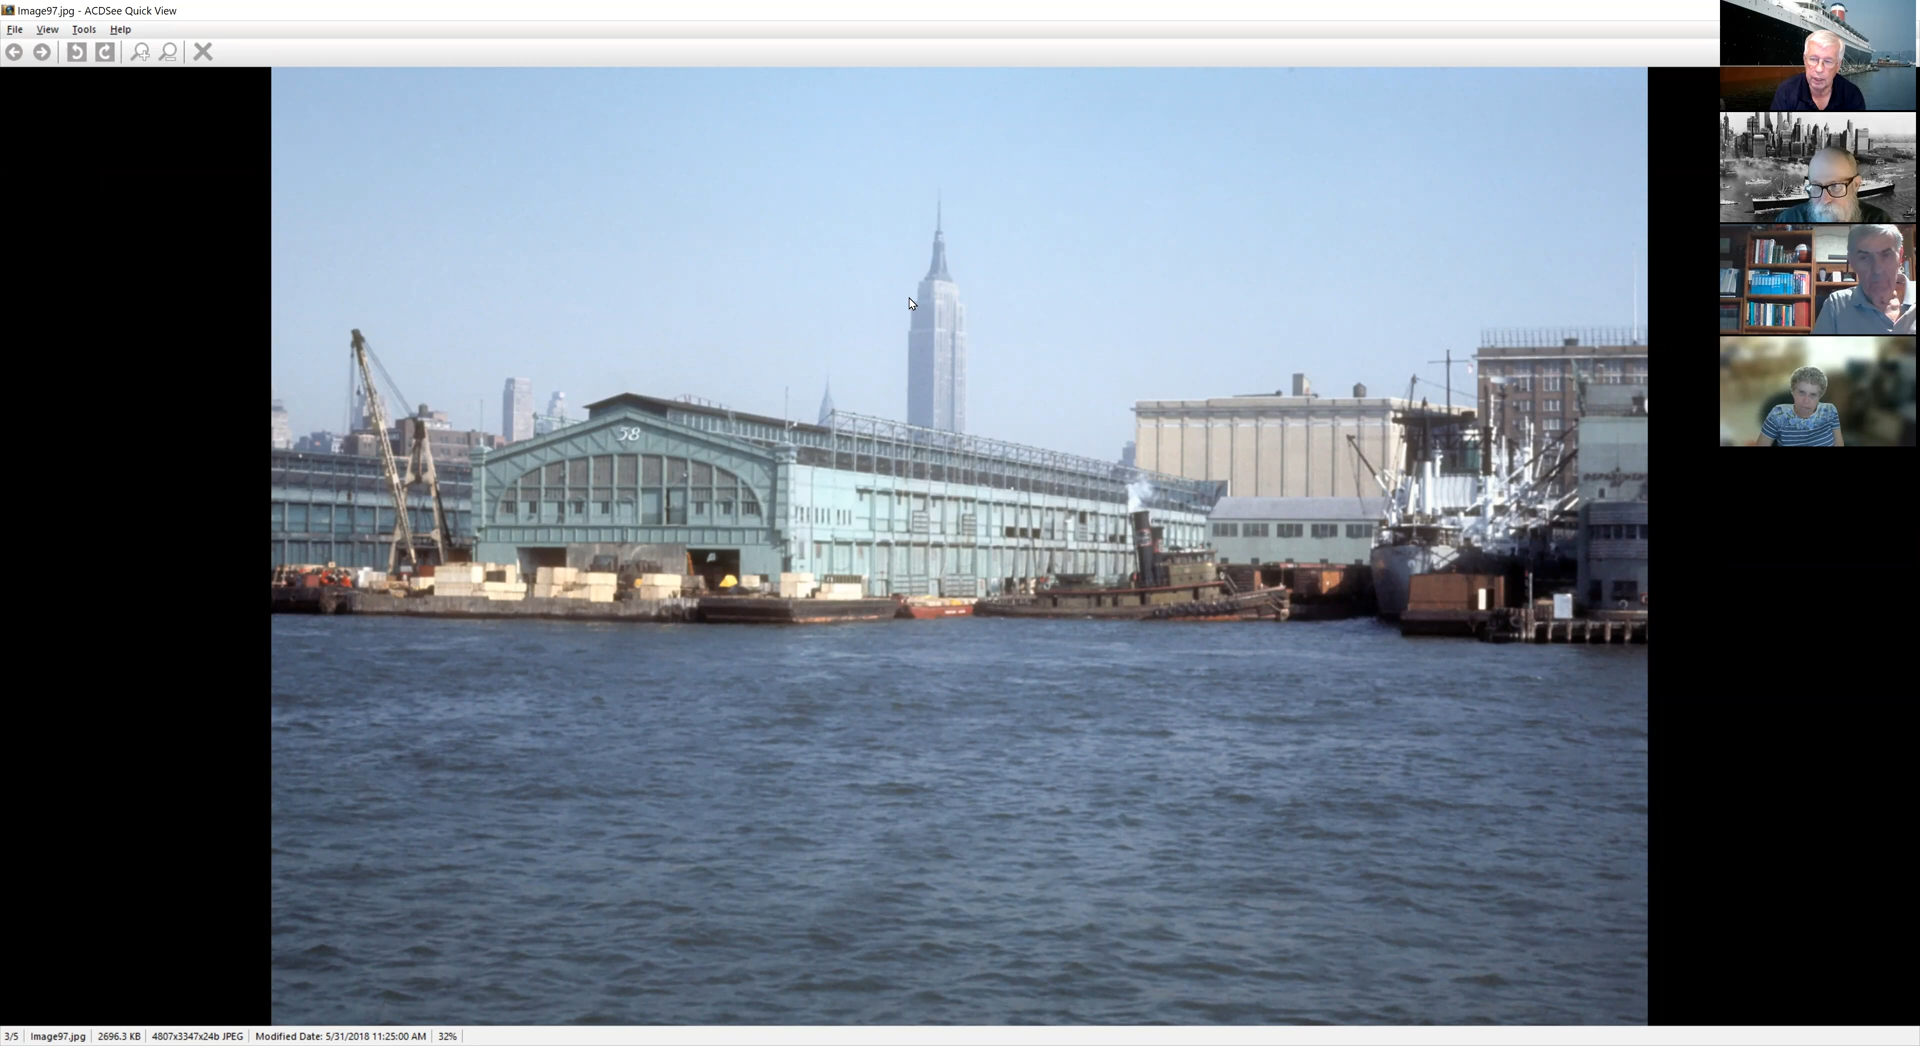 Image97.jpg - ACDSee Quick View
File View Tools Help
58
3/5 Image97.jpg 2696.3 KB 4807x3347x24b JPEG Modified Date: 5/31/2018 11:25:00 AM 32%